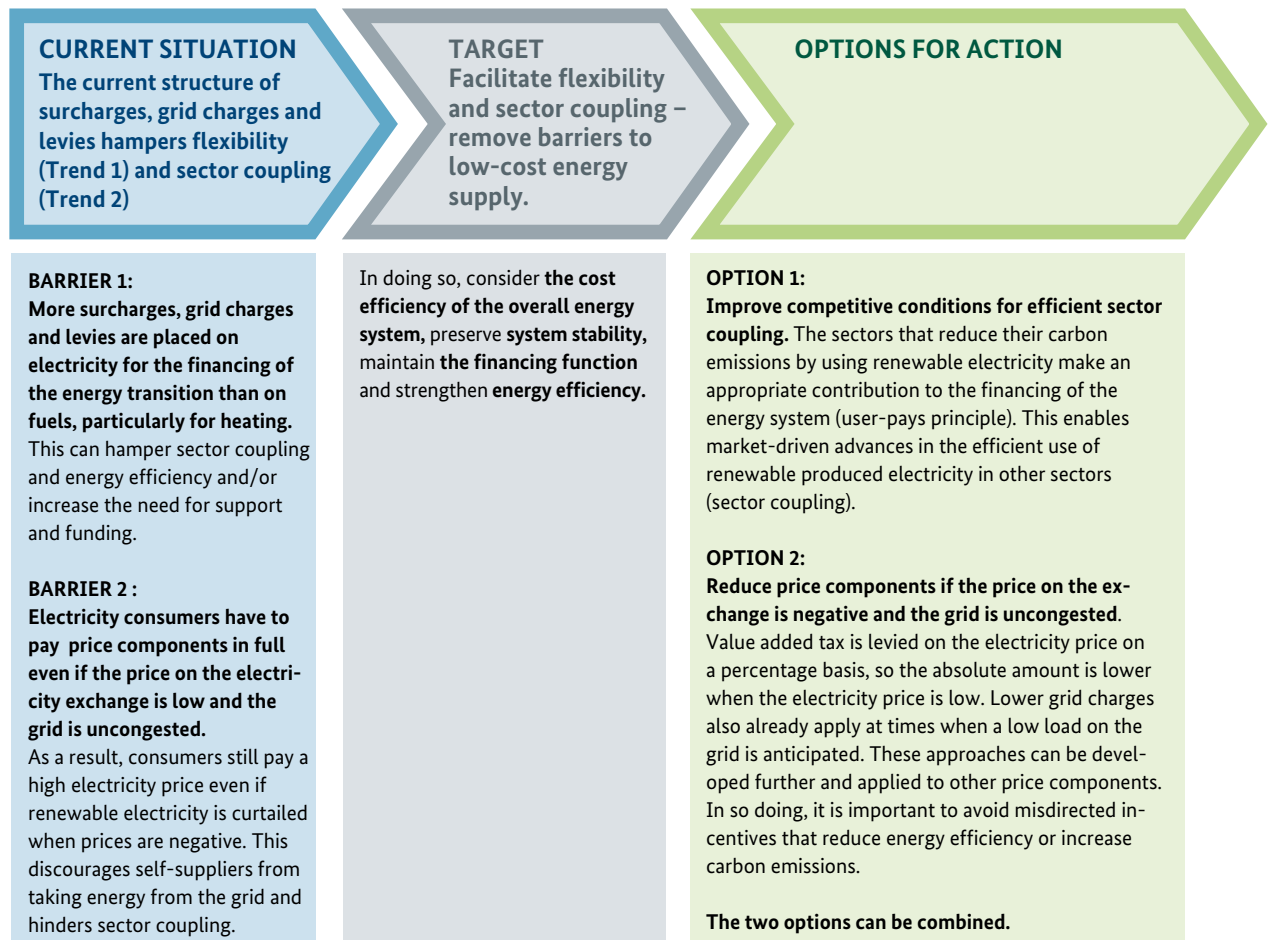 CURRENT SITUATION
The current structure of
surcharges, grid charges and
levies hampers flexibility
(Trend 1) and sector coupling
(Trend 2)
BARRIER 1:
More surcharges, grid charges
and levies are placed on
electricity for the financing of
the energy transition than on
fuels, particularly for heating.
This can hamper sector coupling
and energy efficiency and/or
increase the need for support
and funding.
BARRIER 2 :
Electricity consumers have to
pay  price components in full
even if the price on the electri-
city exchange is low and the
grid is uncongested.
As a result, consumers still pay a
high electricity price even if
renewable electricity is curtailed
when prices are negative. This
discourages self-suppliers from
taking energy from the grid and
hinders sector coupling.
TARGET
Facilitate flexibility
and sector coupling –
remove barriers to
low-cost energy
supply.
In doing so, consider the cost
efficiency of the overall energy
system, preserve system stability,
maintain the financing function
and strengthen energy efficiency.
OPTIONS FOR ACTION
OPTION 1:
Improve competitive conditions for efficient sector
coupling. The sectors that reduce their carbon
emissions by using renewable electricity make an
appropriate contribution to the financing of the
energy system (user-pays principle). This enables
market-driven advances in the efficient use of
renewable produced electricity in other sectors
(sector coupling).
OPTION 2:
Reduce price components if the price on the ex-
change is negative and the grid is uncongested.
Value added tax is levied on the electricity price on
a percentage basis, so the absolute amount is lower
when the electricity price is low. Lower grid charges
also already apply at times when a low load on the
grid is anticipated. These approaches can be devel-
oped further and applied to other price components.
In so doing, it is important to avoid misdirected in-
centives that reduce energy efficiency or increase
carbon emissions.
The two options can be combined.